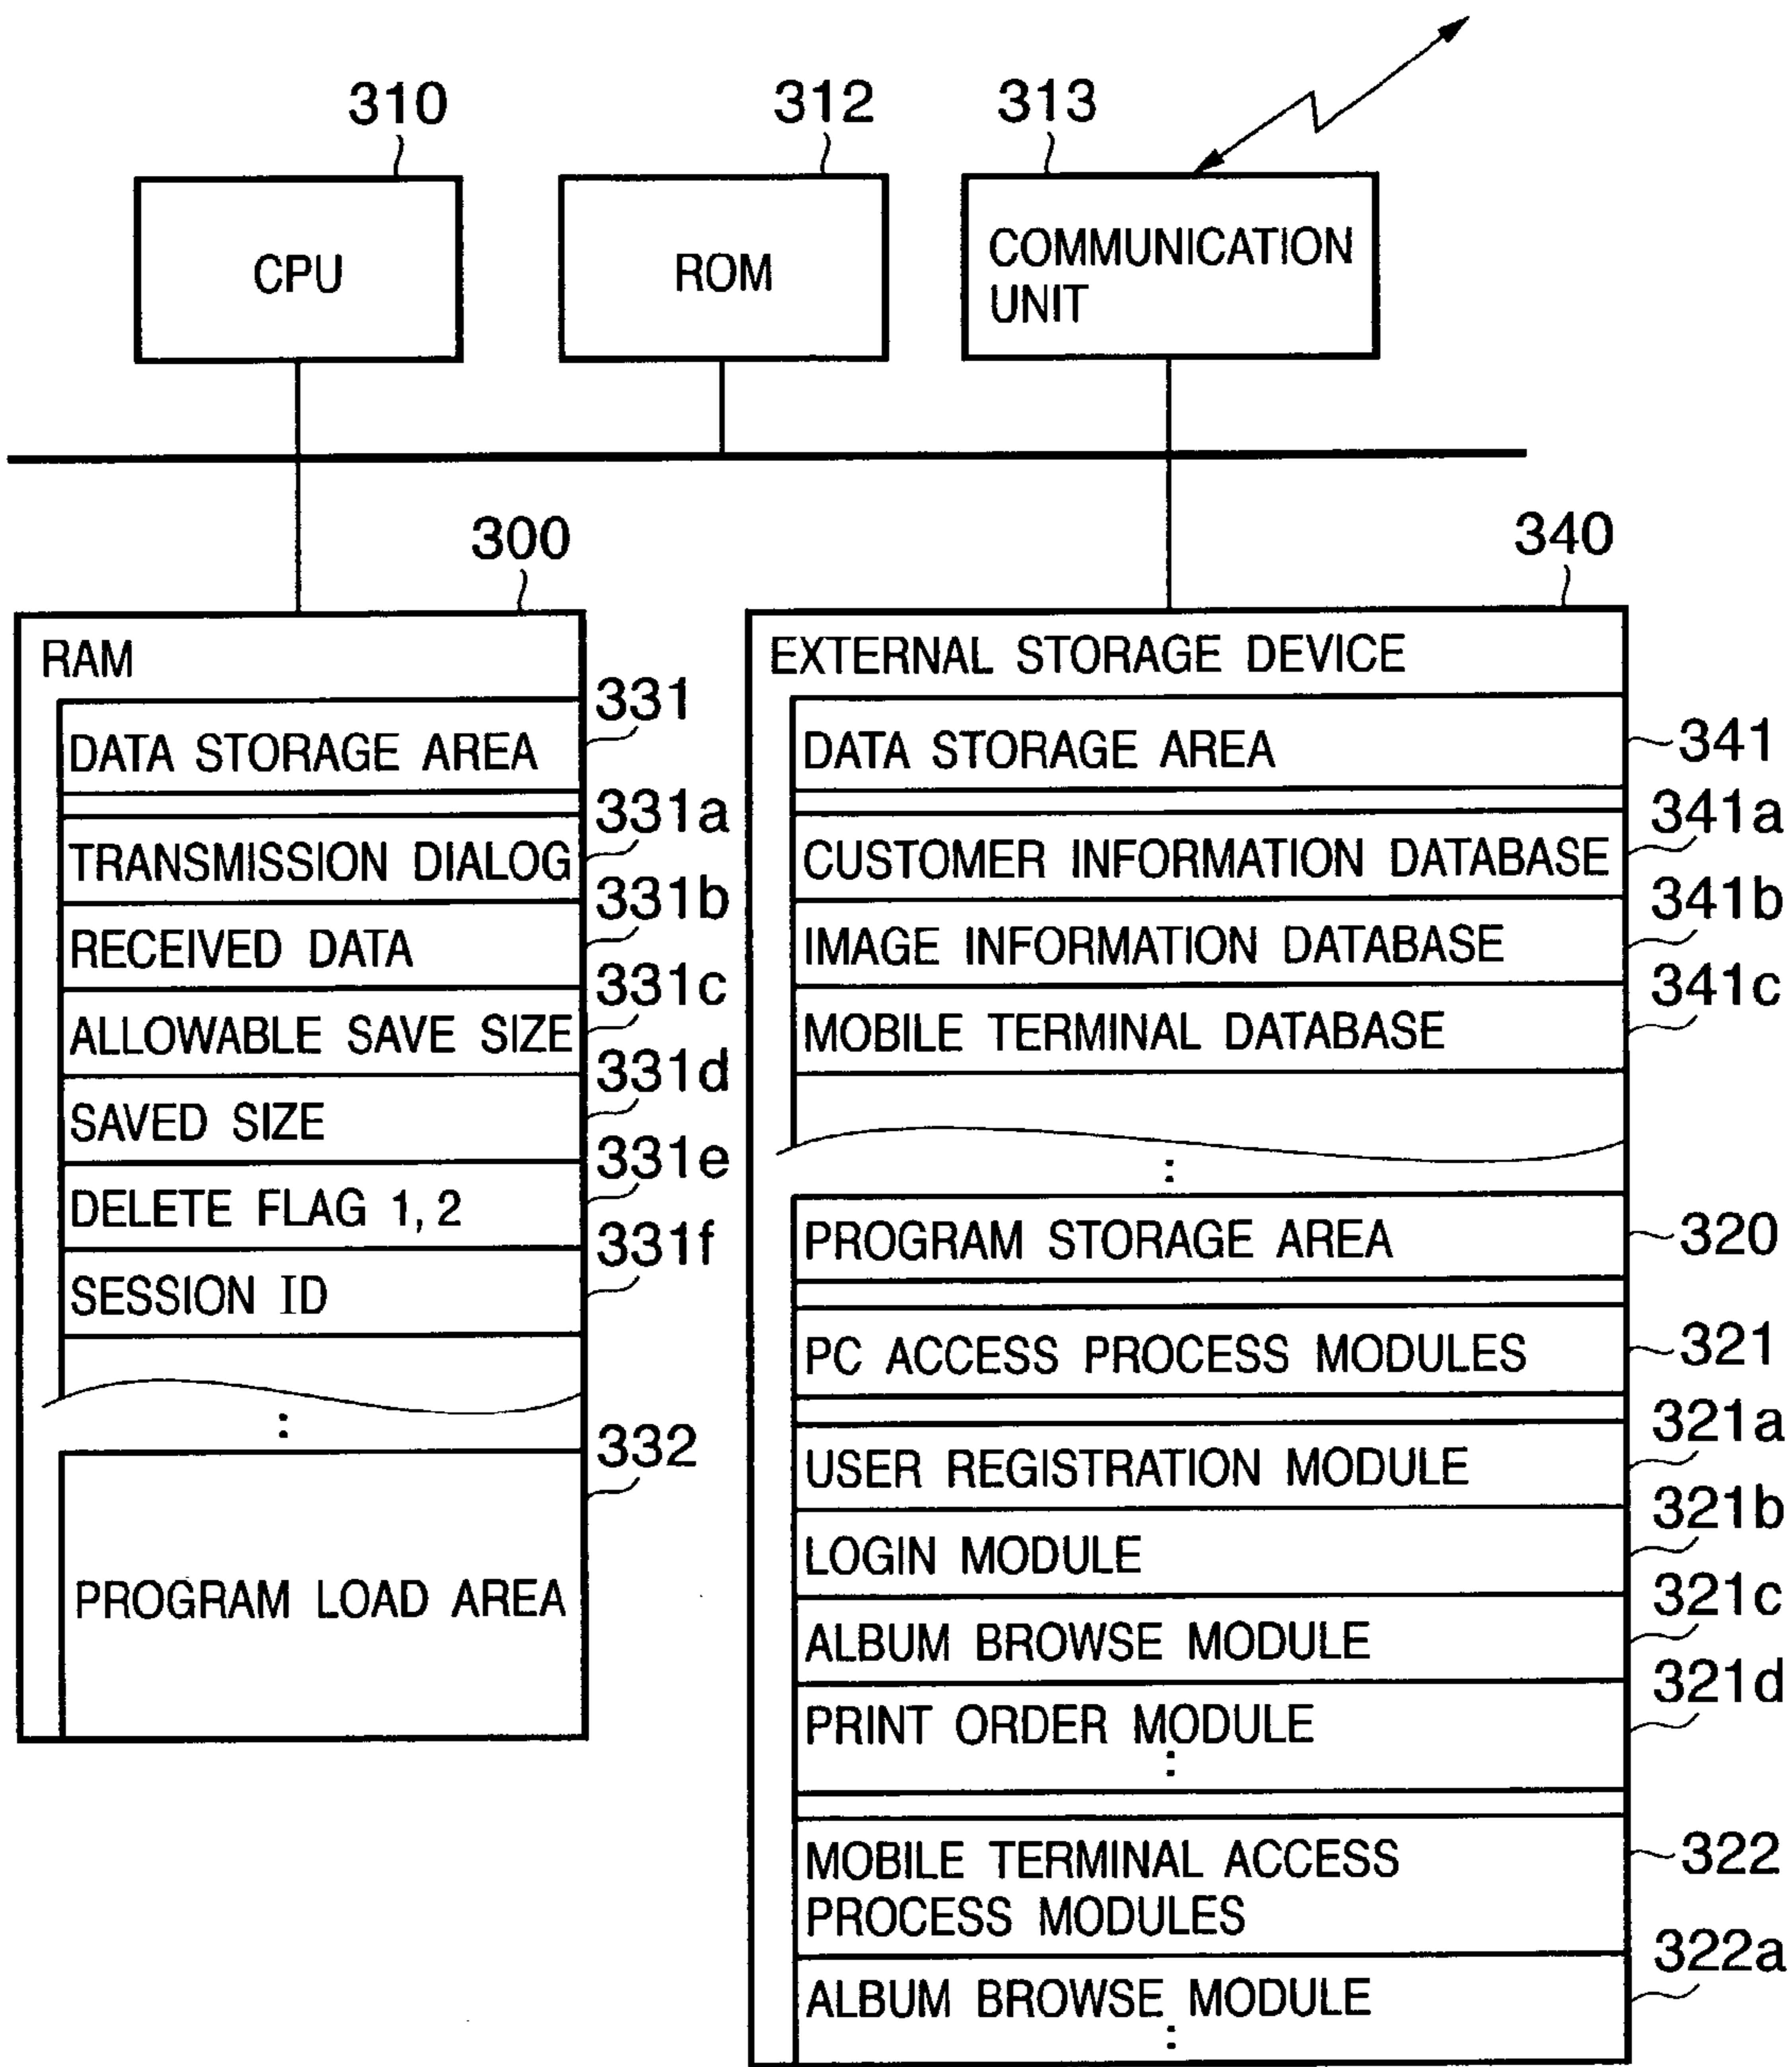 310
312
313
CPU
ROM
COMMUNICATION
UNIT
300
RAM
331
DATA STORAGE AREA
331a
TRANSMISSION DIALOG
331b
RECEIVED DATA
331c
ALLOWABLE SAVE SIZE
331d
SAVED SIZE
331e
DELETE FLAG 1, 2
331f
SESSION ID
:
332
PROGRAM LOAD AREA
340
EXTERNAL STORAGE DEVICE
DATA STORAGE AREA
341
341a
CUSTOMER INFORMATION DATABASE
341b
IMAGE INFORMATION DATABASE
341c
MOBILE TERMINAL DATABASE
:
PROGRAM STORAGE AREA
320
PC ACCESS PROCESS MODULES
321
321a
USER REGISTRATION MODULE
321b
LOGIN MODULE
321c
ALBUM BROWSE MODULE
321d
PRINT ORDER MODULE
:
MOBILE TERMINAL ACCESS
PROCESS MODULES
322
322a
ALBUM BROWSE MODULE
: